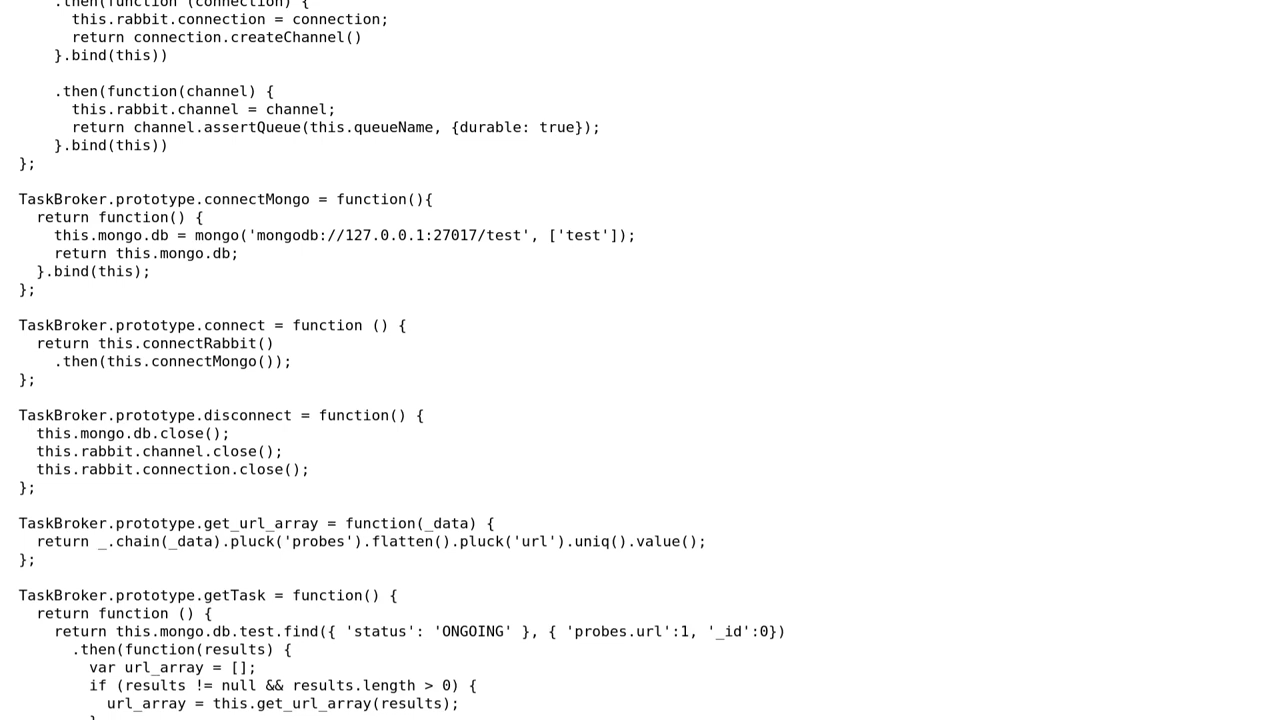 .then(function (connection) {
this.rabbit.connection = connection;
return connection.createChannel()
}.bind(this))
.then(function(channel) {
this.rabbit.channel = channel;
return channel.assertQueue(this.queueName, {durable: true});
}.bind(this))
};
TaskBroker.prototype.connectMongo = function(){
return function() {
this.mongo.db = mongo('mongodb://127.0.0.1:27017/test', ['test']);
return this.mongo.db;
}.bind(this);
};
TaskBroker.prototype.connect = function () {
return this.connectRabbit()
.then(this.connectMongo());
};
TaskBroker.prototype.disconnect = function() {
this.mongo.db.close();
this.rabbit.channel.close();
this.rabbit.connection.close();
};
TaskBroker.prototype.get_url_array = function(_data) {
return _.chain(_data).pluck('probes').flatten().pluck('url').uniq().value();
};
TaskBroker.prototype.getTask = function() {
return function () {
return this.mongo.db.test.find({ 'status': 'ONGOING' }, { 'probes.url':1, '_id':0})
.then(function(results) {
var url_array = [];
if (results != null && results.length > 0) {
url_array = this.get_url_array(results);
}